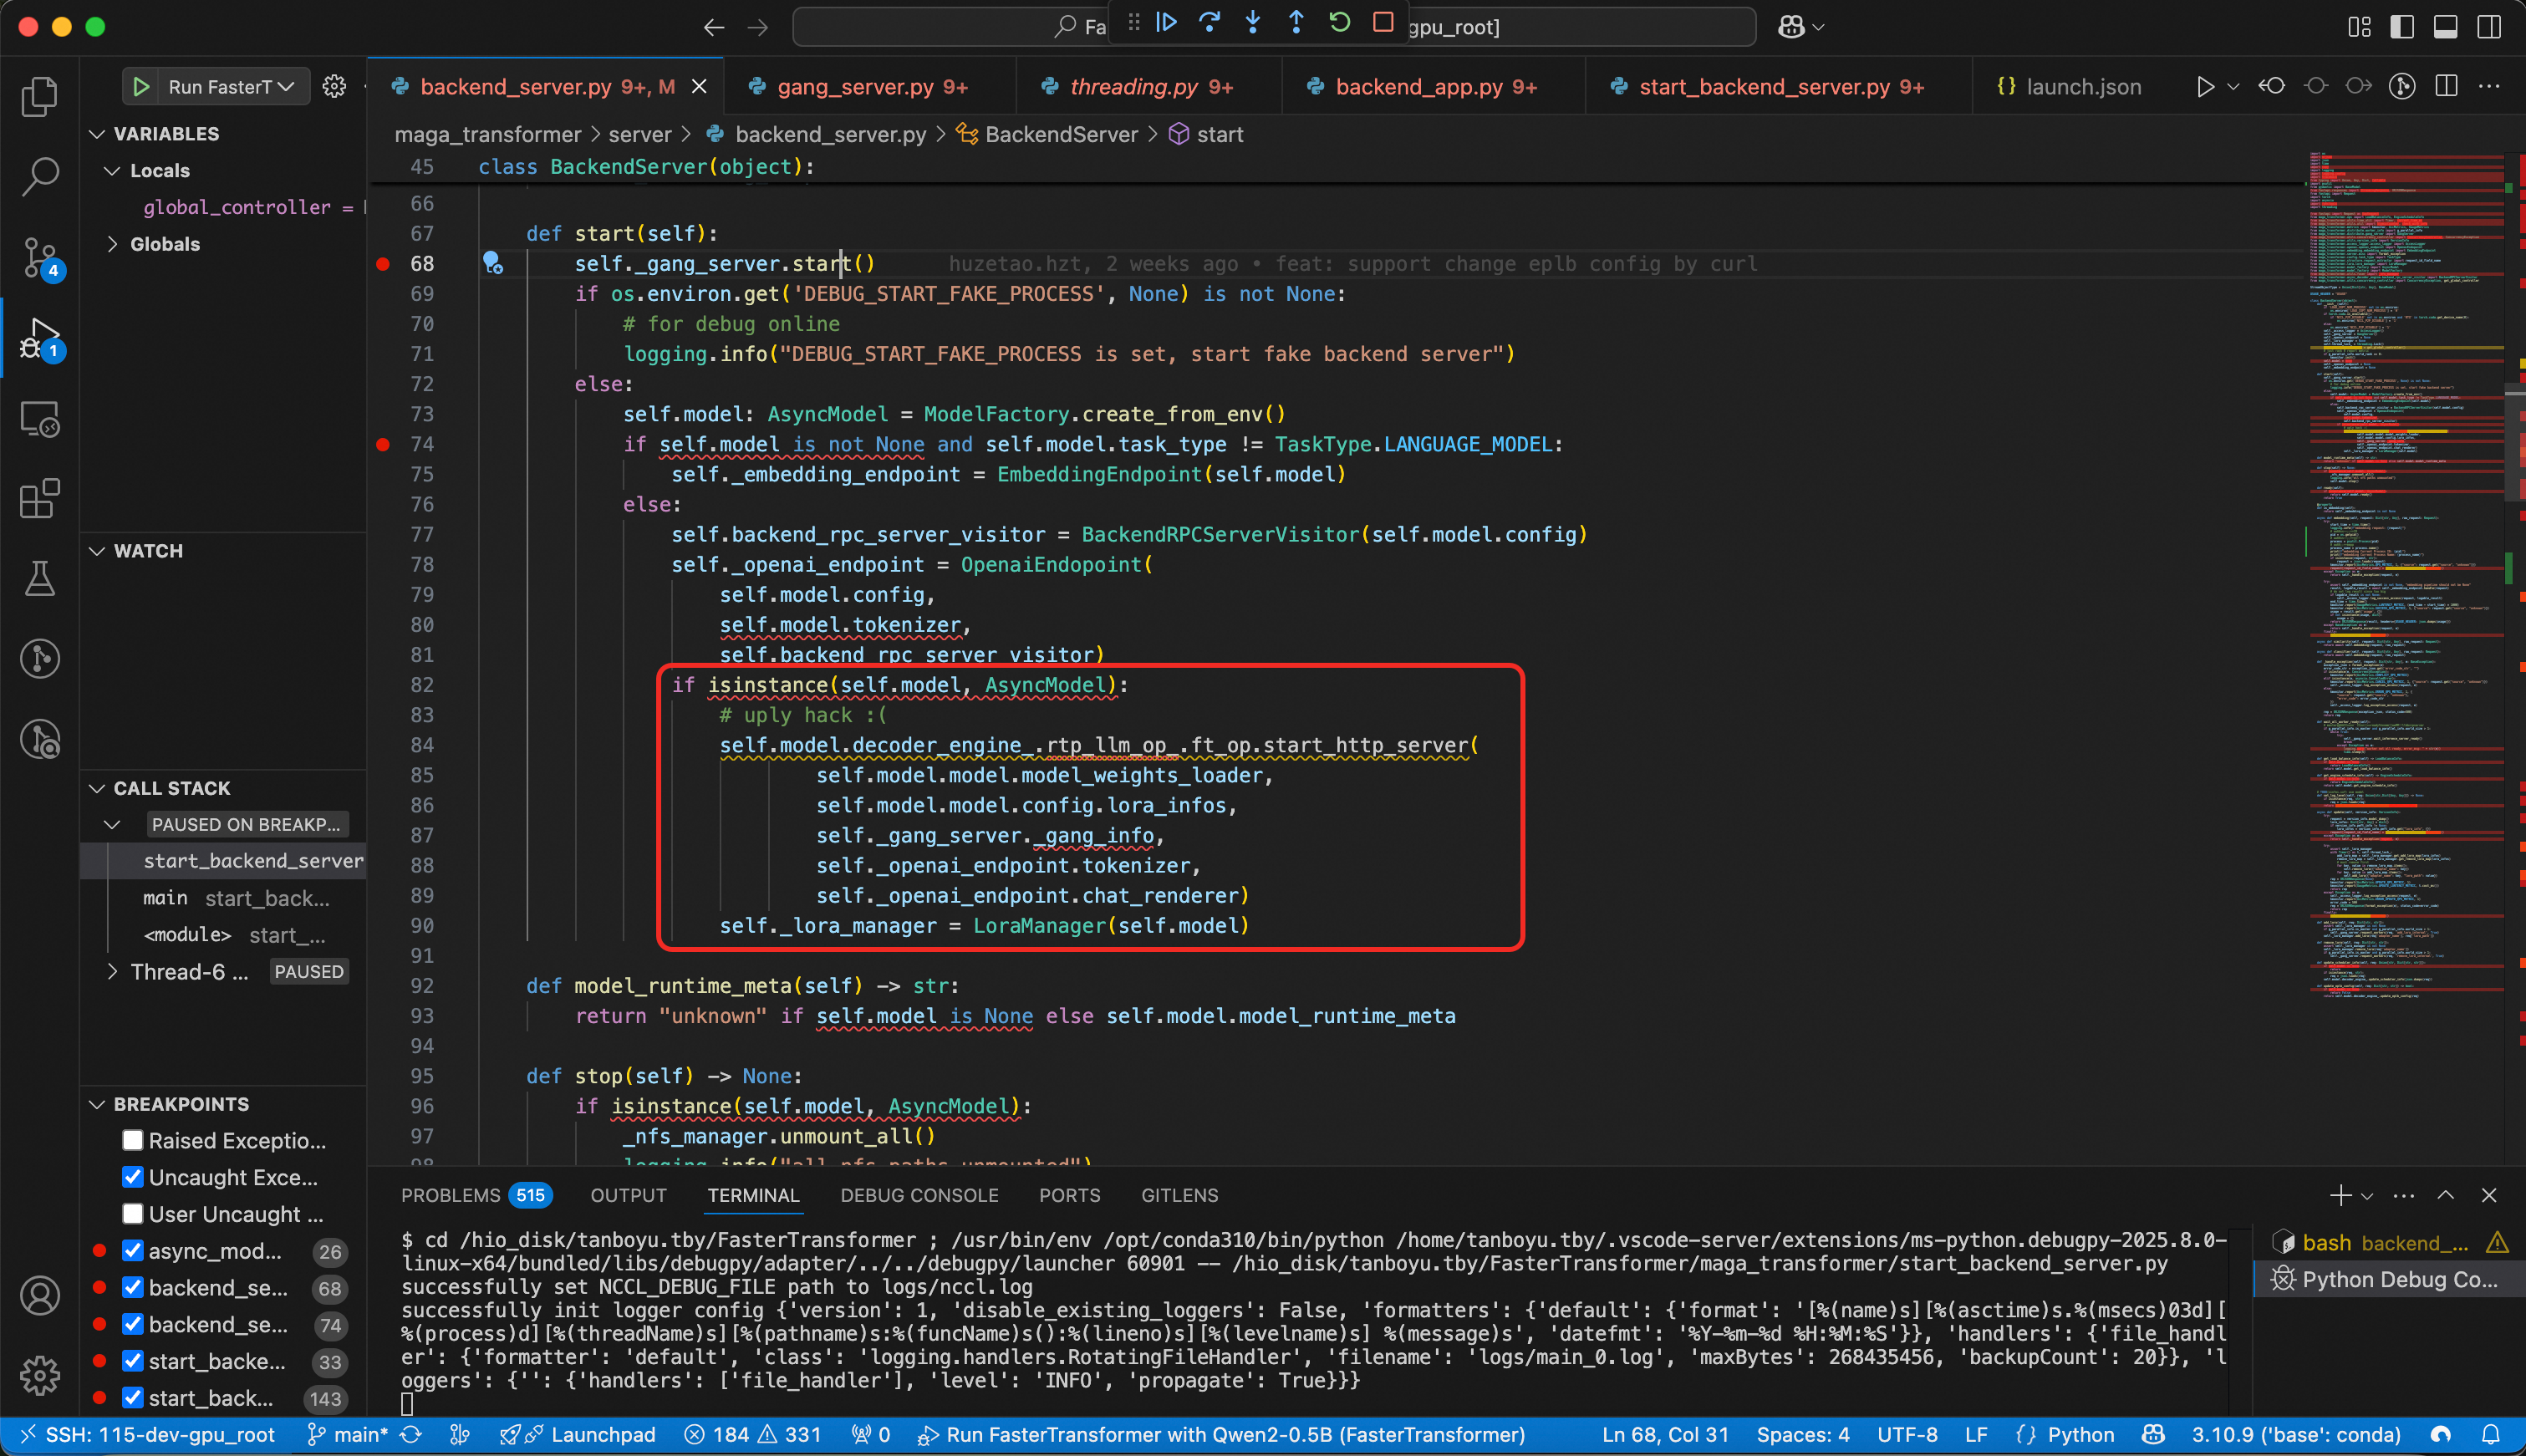 Fa
gpu_root]
Run FasterT
backend_server.py 9+, M
gang_server.py 9+
threading.py 9+
backend_app.py 9+
start_backend_server.py 9+
{} launch.json
maga_transformer > server > backend_server.py > BackendServer > start
VARIABLES
Locals
global_controller =
Globals
WATCH
CALL STACK
PAUSED ON BREAKP...
start_backend_server
main start_back...
<module> start_...
Thread-6 ... PAUSED
BREAKPOINTS
Raised Exceptio...
Uncaught Exce...
User Uncaught ...
async_mod... 26
backend_se... 68
backend_se... 74
start_backe... 33
start_back... 143
4
1
45 class BackendServer(object):
66
67 def start(self):
68 self._gang_server.start() huzetao.hzt, 2 weeks ago • feat: support change eplb config by curl
69 if os.environ.get('DEBUG_START_FAKE_PROCESS', None) is not None:
70 # for debug online
71 logging.info("DEBUG_START_FAKE_PROCESS is set, start fake backend server")
72 else:
73 self.model: AsyncModel = ModelFactory.create_from_env()
74 if self.model is not None and self.model.task_type != TaskType.LANGUAGE_MODEL:
75 self._embedding_endpoint = EmbeddingEndpoint(self.model)
76 else:
77 self.backend_rpc_server_visitor = BackendRPCServerVisitor(self.model.config)
78 self._openai_endpoint = OpenaiEndopoint(
79 self.model.config,
80 self.model.tokenizer,
81 self.backend_rpc_server_visitor)
82 if isinstance(self.model, AsyncModel):
83 # uply hack :(
84 self.model.decoder_engine_.rtp_llm_op_.ft_op.start_http_server(
85 self.model.model.model_weights_loader,
86 self.model.model.config.lora_infos,
87 self._gang_server._gang_info,
88 self._openai_endpoint.tokenizer,
89 self._openai_endpoint.chat_renderer)
90 self._lora_manager = LoraManager(self.model)
91
92 def model_runtime_meta(self) -> str:
93 return "unknown" if self.model is None else self.model.model_runtime_meta
94
95 def stop(self) -> None:
96 if isinstance(self.model, AsyncModel):
97 _nfs_manager.unmount_all()
98 logging.info("all nfs paths unmounted")
PROBLEMS 515 OUTPUT TERMINAL DEBUG CONSOLE PORTS GITLENS
$ cd /hio_disk/tanboyu.tby/FasterTransformer ; /usr/bin/env /opt/conda310/bin/python /home/tanboyu.tby/.vscode-server/extensions/ms-python.debugpy-2025.8.0-
linux-x64/bundled/libs/debugpy/adapter/../../debugpy/launcher 60901 -- /hio_disk/tanboyu.tby/FasterTransformer/maga_transformer/start_backend_server.py
successfully set NCCL_DEBUG_FILE path to logs/nccl.log
successfully init logger config {'version': 1, 'disable_existing_loggers': False, 'formatters': {'default': {'format': '[%(name)s][%(asctime)s.%(msecs)03d][
%(process)d][%(threadName)s][%(pathname)s:%(funcName)s():%(lineno)s][%(levelname)s] %(message)s', 'datefmt': '%Y-%m-%d %H:%M:%S'}}, 'handlers': {'file_handl
er': {'formatter': 'default', 'class': 'logging.handlers.RotatingFileHandler', 'filename': 'logs/main_0.log', 'maxBytes': 268435456, 'backupCount': 20}}, 'l
oggers': {'': {'handlers': ['file_handler'], 'level': 'INFO', 'propagate': True}}}
bash backend_...
Python Debug Co...
SSH: 115-dev-gpu_root main* Launchpad 184 331 0 Run FasterTransformer with Qwen2-0.5B (FasterTransformer) Ln 68, Col 31 Spaces: 4 UTF-8 LF {} Python 3.10.9 ('base': conda)